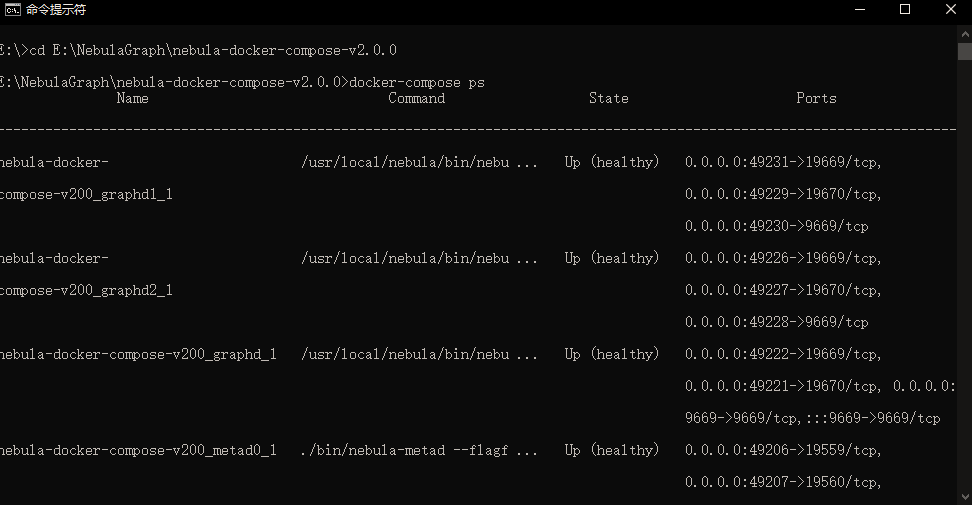 命令提示符
E:\>cd E:\NebulaGraph\nebula-docker-compose-v2.0.0
E:\NebulaGraph\nebula-docker-compose-v2.0.0>docker-compose ps
Name Command State Ports
--------------------------------------------------------------------------------------------------------------------
nebula-docker- /usr/local/nebula/bin/nebu ... Up (healthy) 0.0.0.0:49231->19669/tcp,
compose-v200_graphd1_1 0.0.0.0:49229->19670/tcp,
0.0.0.0:49230->9669/tcp
nebula-docker- /usr/local/nebula/bin/nebu ... Up (healthy) 0.0.0.0:49226->19669/tcp,
compose-v200_graphd2_1 0.0.0.0:49227->19670/tcp,
0.0.0.0:49228->9669/tcp
nebula-docker-compose-v200_graphd_1 /usr/local/nebula/bin/nebu ... Up (healthy) 0.0.0.0:49222->19669/tcp,
0.0.0.0:49221->19670/tcp, 0.0.0.0:
9669->9669/tcp,:::9669->9669/tcp
nebula-docker-compose-v200_metad0_1 ./bin/nebula-metad --flagf ... Up (healthy) 0.0.0.0:49206->19559/tcp,
0.0.0.0:49207->19560/tcp,